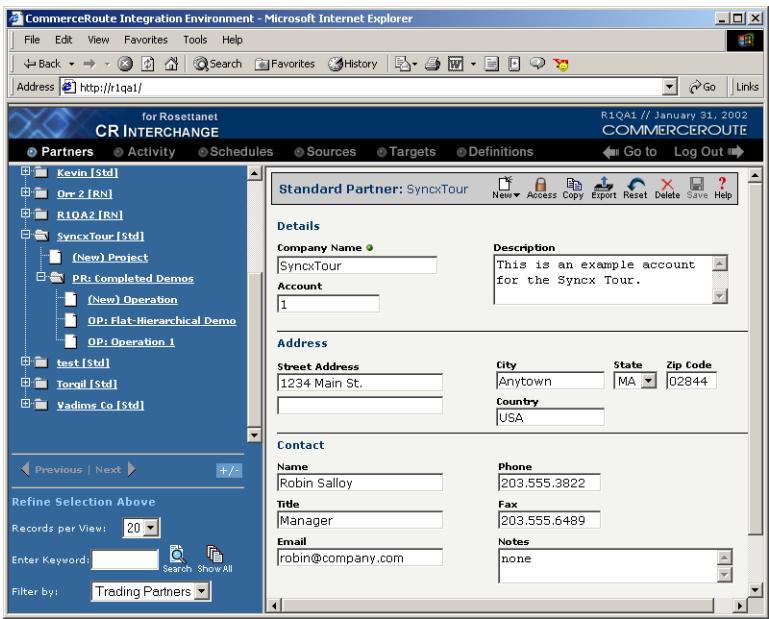 CommerceRoute Integration Environment - Microsoft Internet Explorer
File Edit View Favorites Tools Help
Back Search Favorites History
Address http://r1qa1/ Go Links
for Rosettanet
CR INTERCHANGE
R1QA1 // January 31, 2002
COMMERCEROUTE
Partners Activity Schedules Sources Targets Definitions Go to Log Out
Kevin [Std]
Orr 2 [RN]
R1QA2 [RN]
SyncxTour [Std]
(New) Project
PR: Completed Demos
(New) Operation
OP: Flat-Hierarchical Demo
OP: Operation 1
test [Std]
Torgil [Std]
Vadims Co [Std]
Previous | Next +/-
Refine Selection Above
Records per View: 20
Enter Keyword: Search Show All
Filter by: Trading Partners
Standard Partner: SyncxTour
New Access Copy Export Reset Delete Save Help
Details
Company Name Description
SyncxTour This is an example account
for the Syncx Tour.
Account
1
Address
Street Address City State Zip Code
1234 Main St. Anytown MA 02844
Country
USA
Contact
Name Phone
Robin Salloy 203.555.3822
Title Fax
Manager 203.555.6489
Email Notes
robin@company.com none